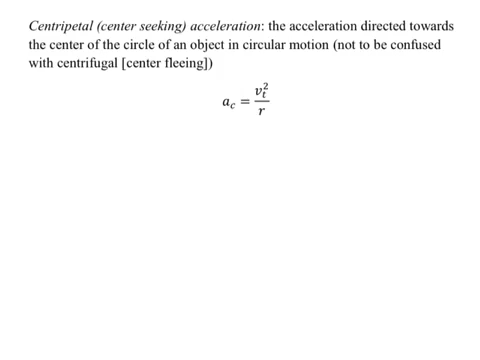 Centripetal (center seeking) acceleration: the acceleration directed towards
the center of the circle of an object in circular motion (not to be confused
with centrifugal [center fleeing])
a_c = v_t^2 / r